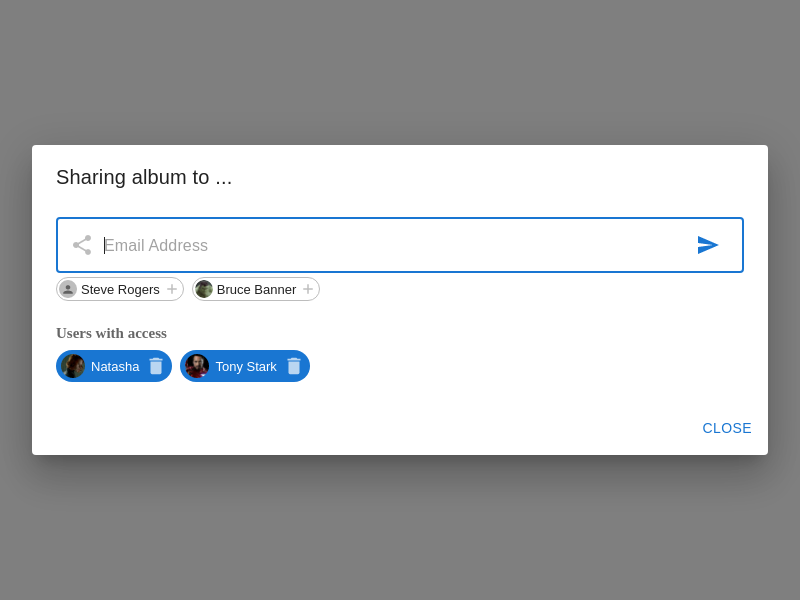 Sharing album to ...
Email Address
Steve Rogers Bruce Banner
Users with access
Natasha Tony Stark
CLOSE